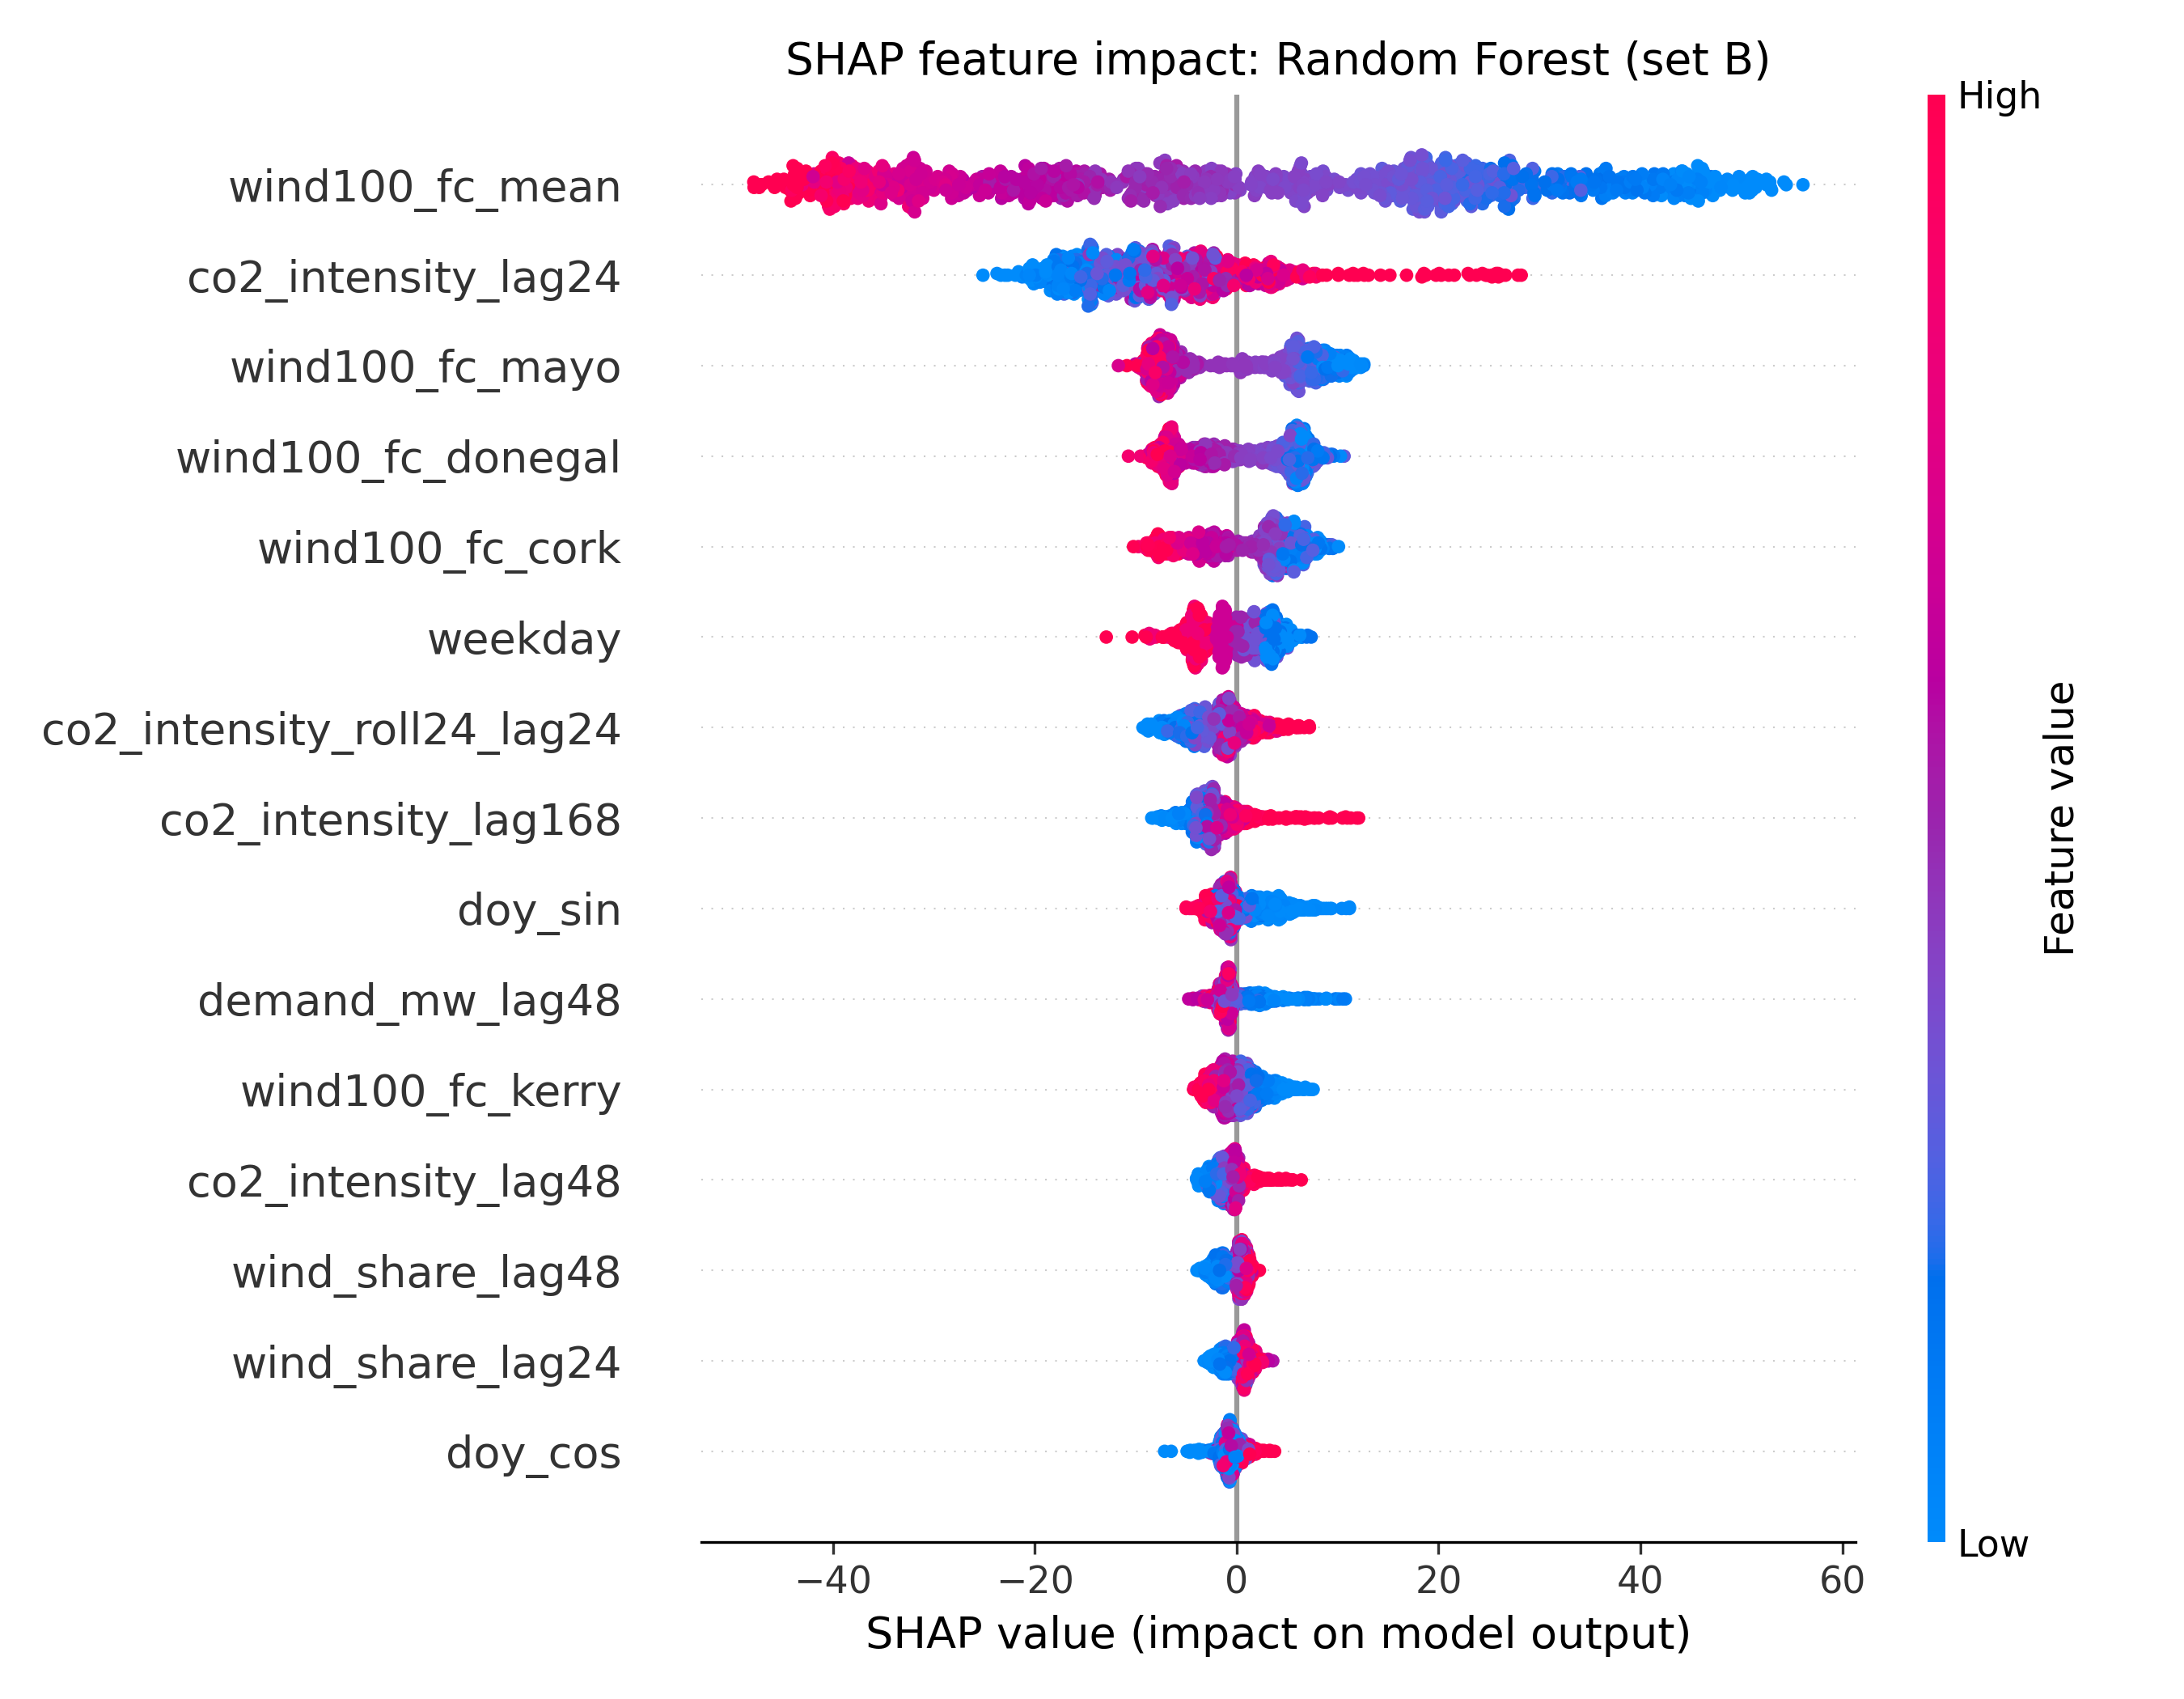 SHAP feature impact: Random Forest (set B)
High
wind100_fc_mean
co2_intensity_lag24
wind100_fc_mayo
wind100_fc_donegal
wind100_fc_cork
weekday
co2_intensity_roll24_lag24
co2_intensity_lag168
doy_sin
demand_mw_lag48
wind100_fc_kerry
co2_intensity_lag48
wind_share_lag48
wind_share_lag24
doy_cos
Feature value
Low
−40 −20 0 20 40 60
SHAP value (impact on model output)